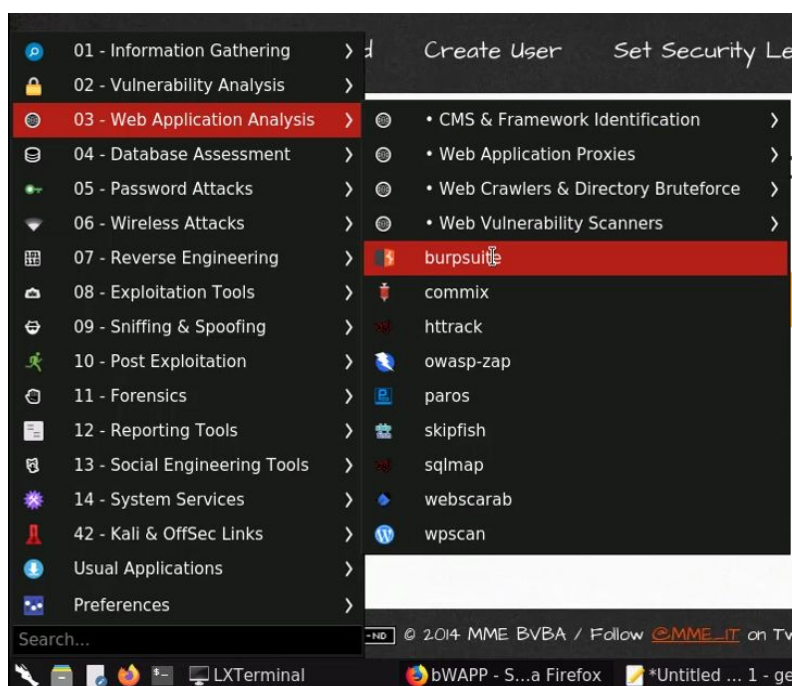 d Create User Set Security Le
01 - Information Gathering
02 - Vulnerability Analysis
03 - Web Application Analysis
04 - Database Assessment
05 - Password Attacks
06 - Wireless Attacks
07 - Reverse Engineering
08 - Exploitation Tools
09 - Sniffing & Spoofing
10 - Post Exploitation
11 - Forensics
12 - Reporting Tools
13 - Social Engineering Tools
14 - System Services
42 - Kali & OffSec Links
Usual Applications
Preferences
Search...
• CMS & Framework Identification
• Web Application Proxies
• Web Crawlers & Directory Bruteforce
• Web Vulnerability Scanners
burpsuite
commix
httrack
owasp-zap
paros
skipfish
sqlmap
webscarab
wpscan
-ND © 2014 MME BVBA / Follow @MME_IT on Tw
LXTerminal bWAPP - S...a Firefox *Untitled ... 1 - ge